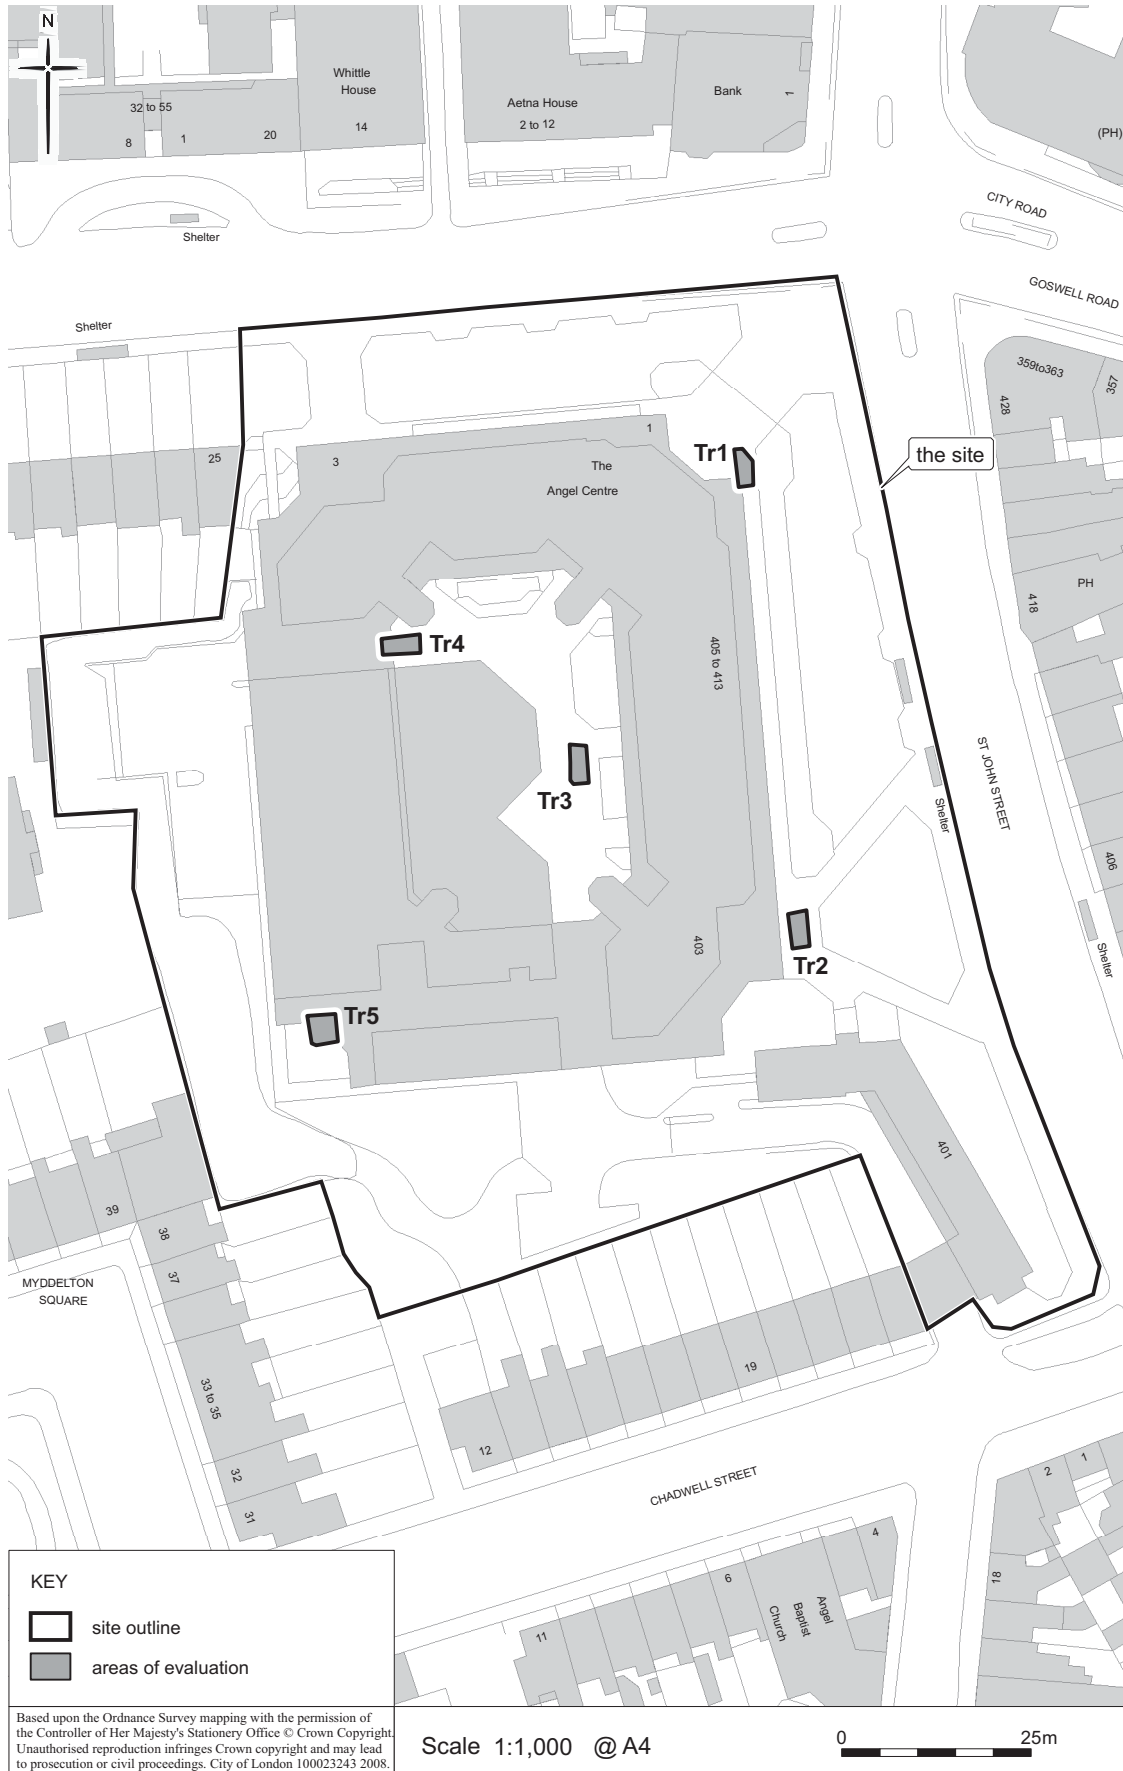 N
Whittle
House
14
32 to 55
8
1
20
Aetna House
2 to 12
Bank
1
(PH)
CITY ROAD
Shelter
GOSWELL ROAD
Shelter
359to363
357
428
25
3
1
The
Angel Centre
Tr1
the site
PH
418
Tr4
405 to 413
Tr3
ST JOHN STREET
Shelter
406
403
Tr2
Shelter
Tr5
401
39
38
37
MYDDELTON
SQUARE
33 to 35
32
31
19
12
CHADWELL STREET
2
1
4
6
18
11
Angel
Baptist
Church
KEY
site outline
areas of evaluation
Based upon the Ordnance Survey mapping with the permission of
the Controller of Her Majesty's Stationery Office © Crown Copyright.
Unauthorised reproduction infringes Crown copyright and may lead
to prosecution or civil proceedings. City of London 100023243 2008.
Scale 1:1,000 @ A4
0 25m